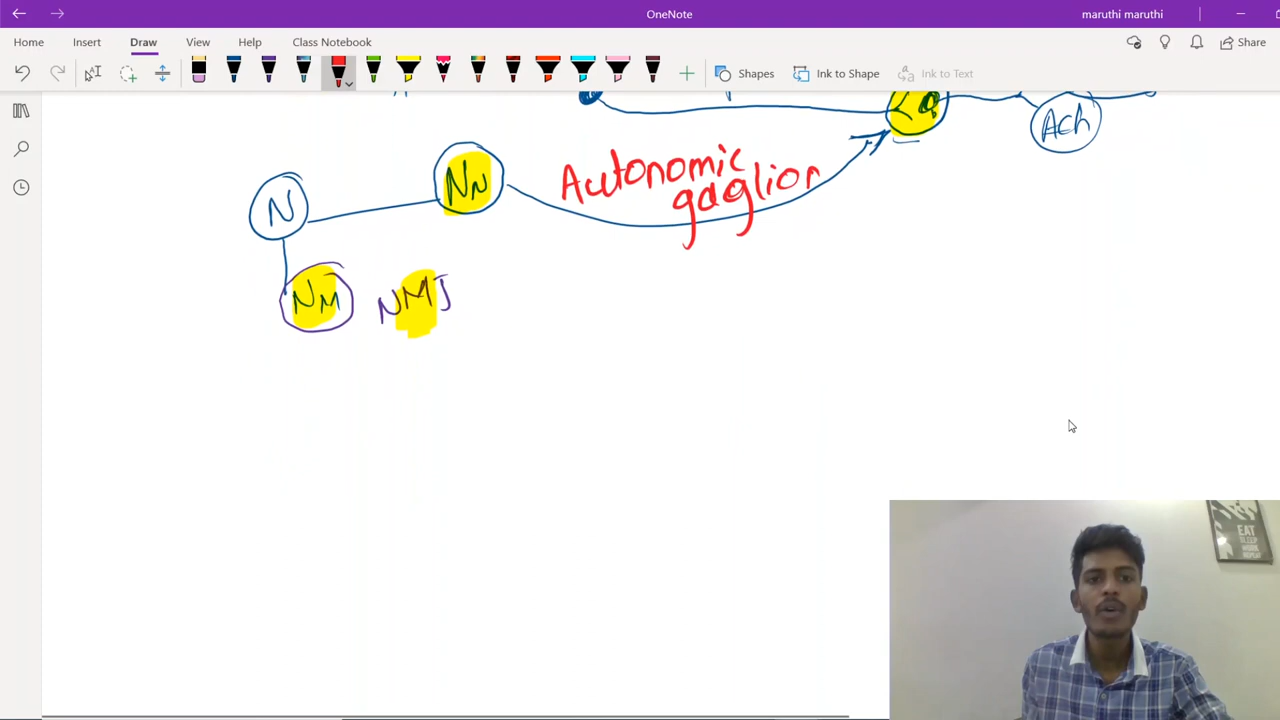 OneNote
maruthi maruthi
Home
Insert
Draw
View
Help
Class Notebook
Share
Shapes
Ink to Shape
Ink to Text
Ach
Autonomic
gaglion
N
NN
NM
NMJ
EAT
SLEEP
WORK
REPEAT